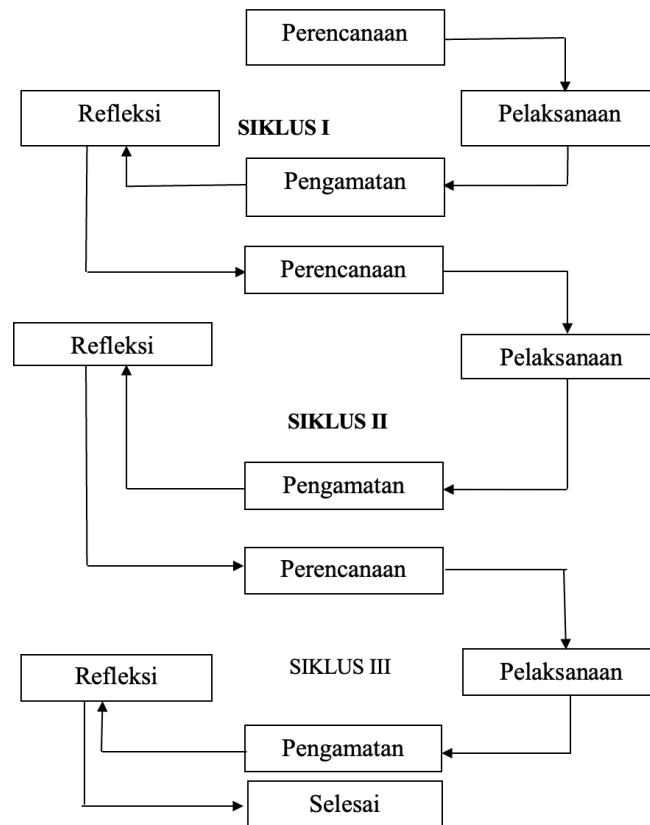 Perencanaan
Refleksi
Pelaksanaan
SIKLUS I
Pengamatan
Perencanaan
Refleksi
Pelaksanaan
SIKLUS II
Pengamatan
Perencanaan
Refleksi
SIKLUS III
Pelaksanaan
Pengamatan
Selesai